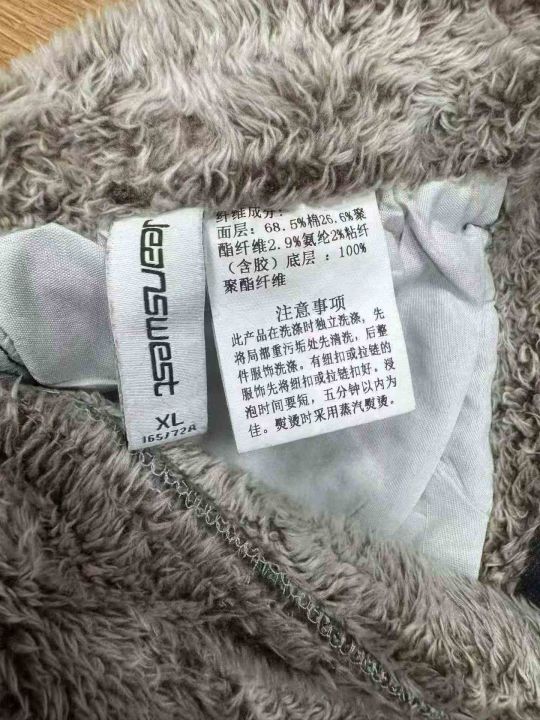 Jeanswest
XL
165/72A
纤维成分:
面层: 68.5%棉26.6%聚
酯纤维2.9%氨纶2%粘纤
（含胶）底层 : 100%
聚酯纤维
注意事项
此产品在洗涤时独立洗涤, 先
将局部重污垢处先清洗, 后整
件服饰洗涤。有纽扣或拉链的
服饰先将纽扣或拉链扣好。浸
泡时间要短, 五分钟以内为
佳。熨烫时采用蒸汽熨烫。